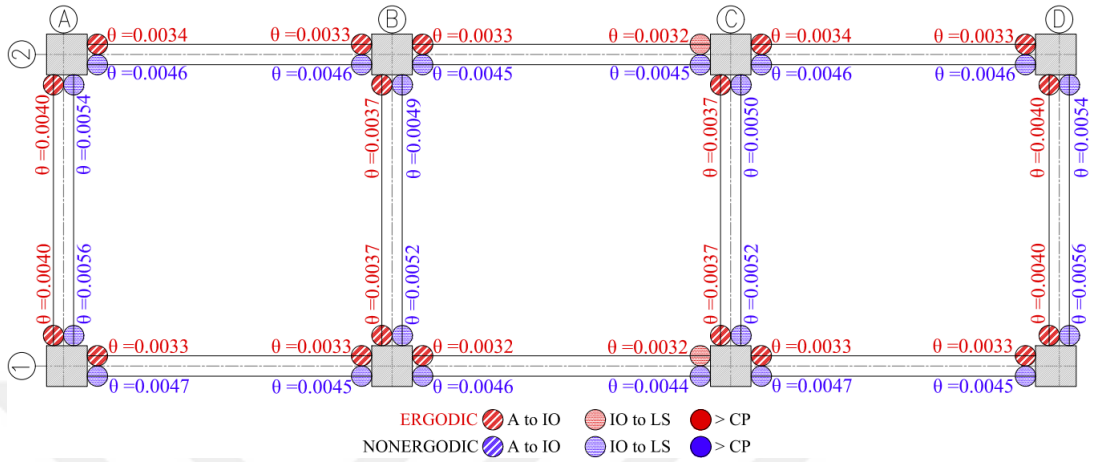 A B C D
2
θ =0.0034 θ =0.0033 θ =0.0033 θ =0.0032 θ =0.0034 θ =0.0033
θ =0.0046 θ =0.0046 θ =0.0045 θ =0.0045 θ =0.0046 θ =0.0046
θ =0.0040 θ =0.0054 θ =0.0037 θ =0.0049 θ =0.0037 θ =0.0050 θ =0.0040 θ =0.0054
θ =0.0040 θ =0.0056 θ =0.0037 θ =0.0052 θ =0.0037 θ =0.0052 θ =0.0040 θ =0.0056
1
θ =0.0033 θ =0.0033 θ =0.0032 θ =0.0032 θ =0.0033 θ =0.0033
θ =0.0047 θ =0.0045 θ =0.0046 θ =0.0044 θ =0.0047 θ =0.0045
ERGODIC A to IO IO to LS > CP
NONERGODIC A to IO IO to LS > CP